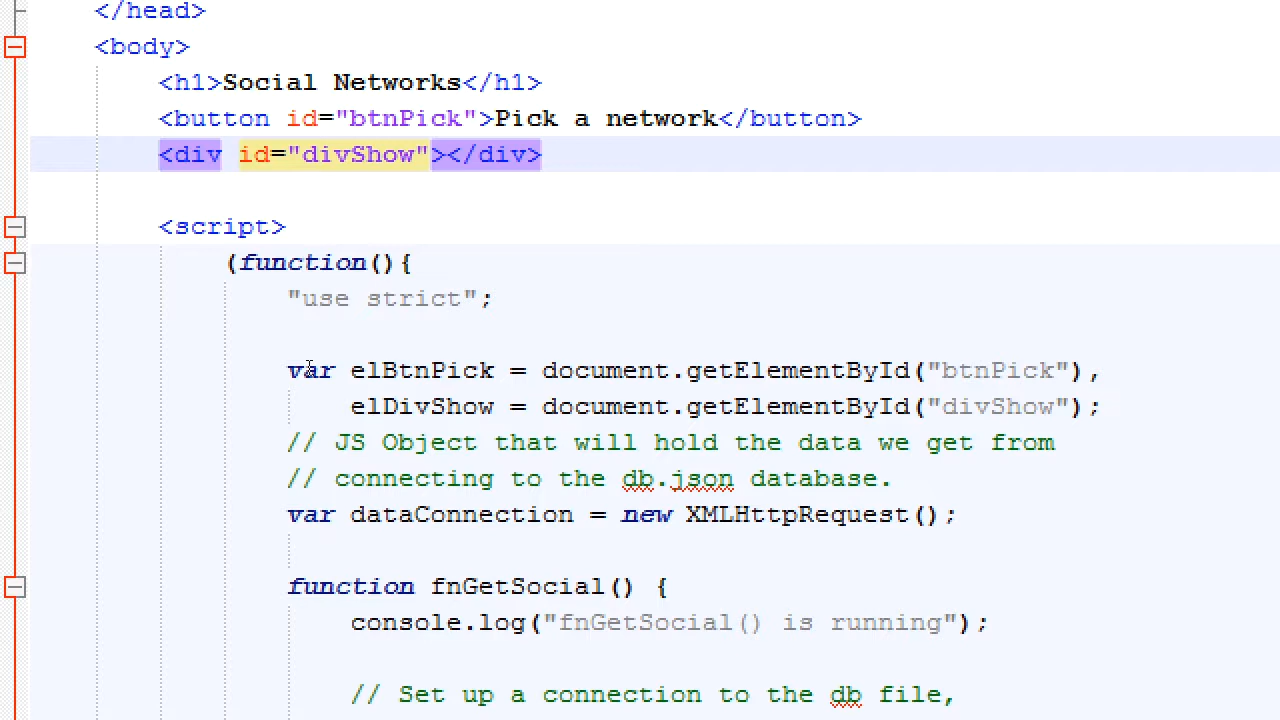 </head>
<body>
<h1>Social Networks</h1>
<button id="btnPick">Pick a network</button>
<div id="divShow"></div>
<script>
(function(){
"use strict";
var elBtnPick = document.getElementById("btnPick"),
elDivShow = document.getElementById("divShow");
// JS Object that will hold the data we get from
// connecting to the db.json database.
var dataConnection = new XMLHttpRequest();
function fnGetSocial() {
console.log("fnGetSocial() is running");
// Set up a connection to the db file,